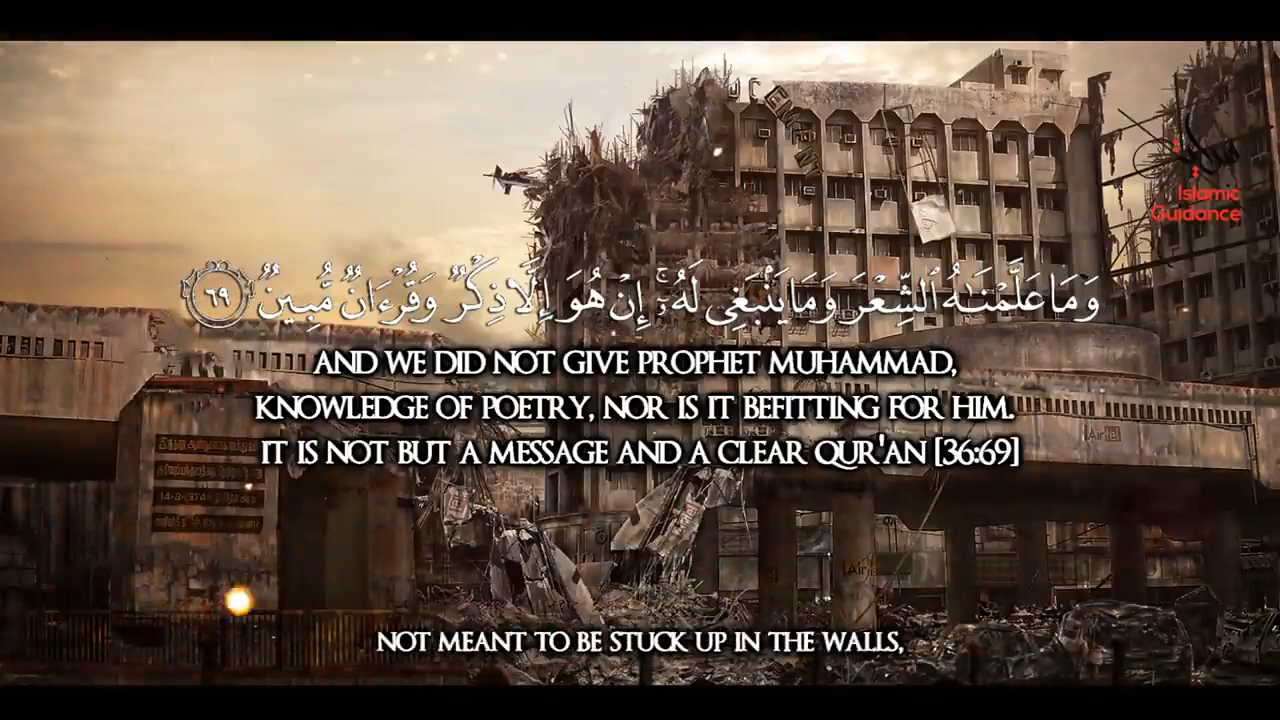 سراج
Islamic
Guidance
وَمَا عَلَّمْنَـٰهُ ٱلشِّعْرَ وَمَا يَنۢبَغِى لَهُۥٓ ۚ إِنْ هُوَ إِلَّا ذِكْرٌ وَقُرْءَانٌ مُّبِينٌ ٦٩
AND WE DID NOT GIVE PROPHET MUHAMMAD,
KNOWLEDGE OF POETRY, NOR IS IT BEFITTING FOR HIM.
IT IS NOT BUT A MESSAGE AND A CLEAR QUR'AN [36:69]
Airtel
Airtel
NOT MEANT TO BE STUCK UP IN THE WALLS,